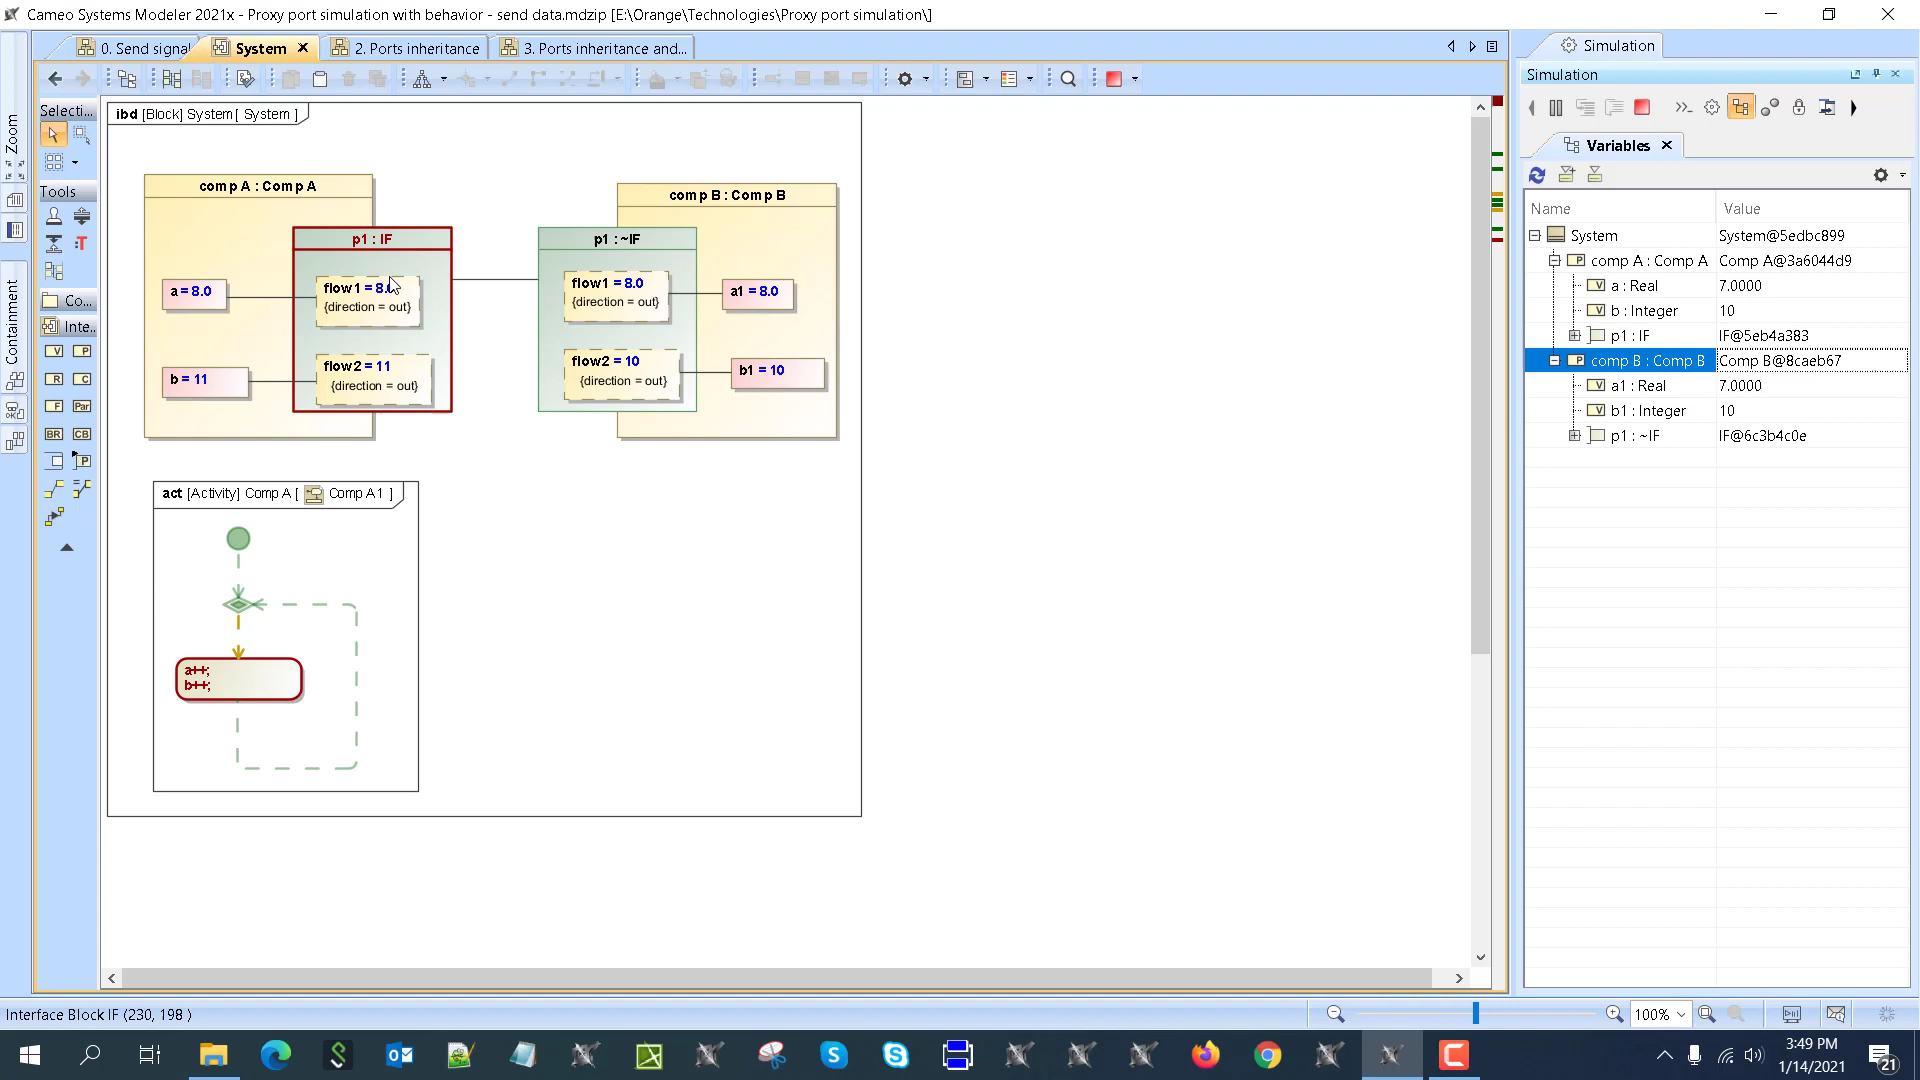 Cameo Systems Modeler 2021x - Proxy port simulation with behavior - send data.mdzip [E:\Orange\Technologies\Proxy port simulation\]
0. Send signal
System
2. Ports inheritance
3. Ports inheritance and...
Simulation
Simulation
Variables
Name Value
System System@5edbc899
comp A : Comp A Comp A@3a6044d9
a : Real 7.0000
b : Integer 10
p1 : IF IF@5eb4a383
comp B : Comp B Comp B@8caeb67
a1 : Real 7.0000
b1 : Integer 10
p1 : ~IF IF@6c3b4c0e
Zoom
Containment
Selecti...
Tools
Co...
Inte...
ibd [Block] System [ System ]
comp A : Comp A
comp B : Comp B
p1 : IF
p1 : ~IF
a = 8.0
flow1 = 8.0
{direction = out}
flow1 = 8.0
{direction = out}
a1 = 8.0
b = 11
flow2 = 11
{direction = out}
flow2 = 10
{direction = out}
b1 = 10
act [Activity] Comp A [ Comp A1 ]
a++;
b++;
Interface Block IF (230, 198 )
100%
3:49 PM
1/14/2021
21